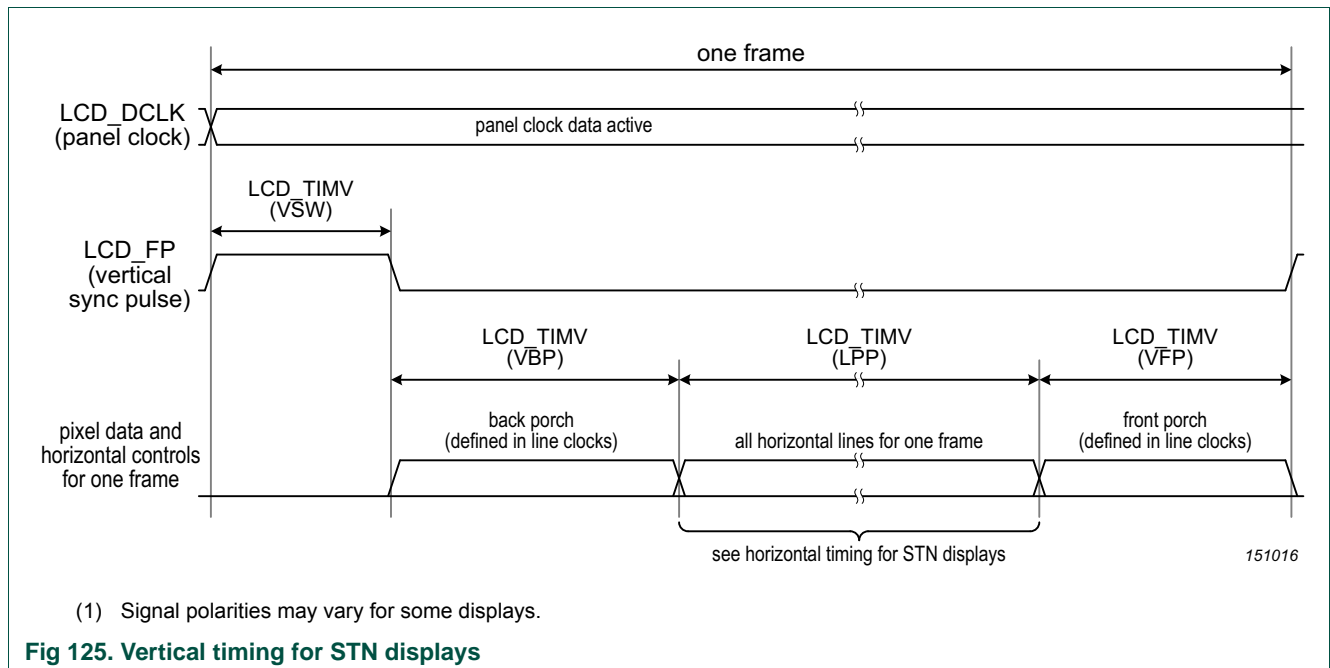 one frame
LCD_DCLK
(panel clock)
panel clock data active
LCD_TIMV
(VSW)
LCD_FP
(vertical
sync pulse)
LCD_TIMV
(VBP)
LCD_TIMV
(LPP)
LCD_TIMV
(VFP)
pixel data and
horizontal controls
for one frame
back porch
(defined in line clocks)
all horizontal lines for one frame
front porch
(defined in line clocks)
see horizontal timing for STN displays
151016
(1) Signal polarities may vary for some displays.
Fig 125. Vertical timing for STN displays